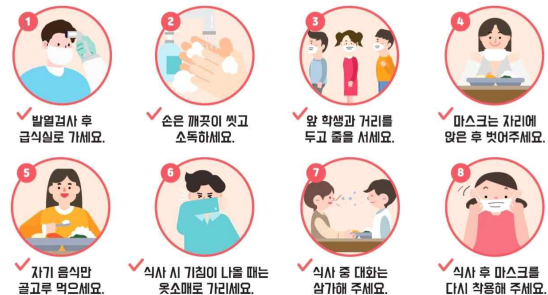 1
발열검사 후
급식실로 가세요.
2
손은 깨끗이 씻고
소독하세요.
3
앞 학생과 거리를
두고 줄을 서세요.
4
마스크는 자리에
앉은 후 벗어주세요.
5
자기 음식만
골고루 먹으세요.
6
식사 시 기침이 나올 때는
옷소매로 가리세요.
7
식사 중 대화는
삼가해 주세요.
8
식사 후 마스크를
다시 착용해 주세요.